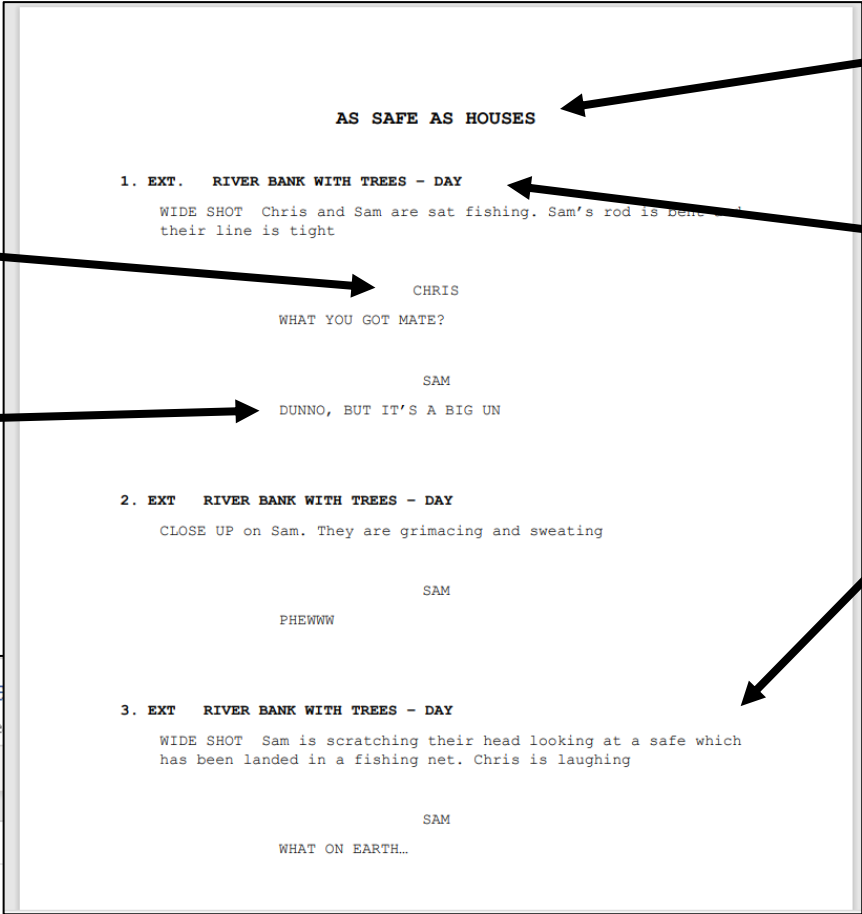 AS SAFE AS HOUSES
1. EXT. RIVER BANK WITH TREES – DAY
WIDE SHOT Chris and Sam are sat fishing. Sam's rod is bent and
their line is tight
CHRIS
WHAT YOU GOT MATE?
SAM
DUNNO, BUT IT'S A BIG UN
2. EXT RIVER BANK WITH TREES – DAY
CLOSE UP on Sam. They are grimacing and sweating
SAM
PHEWWW
3. EXT RIVER BANK WITH TREES – DAY
WIDE SHOT Sam is scratching their head looking at a safe which
has been landed in a fishing net. Chris is laughing
SAM
WHAT ON EARTH…